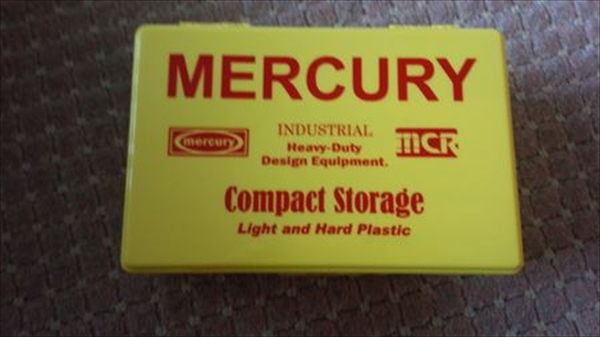 MERCURY
mercury
INDUSTRIAL
Heavy-Duty
Design Equipment.
MCR
Compact Storage
Light and Hard Plastic